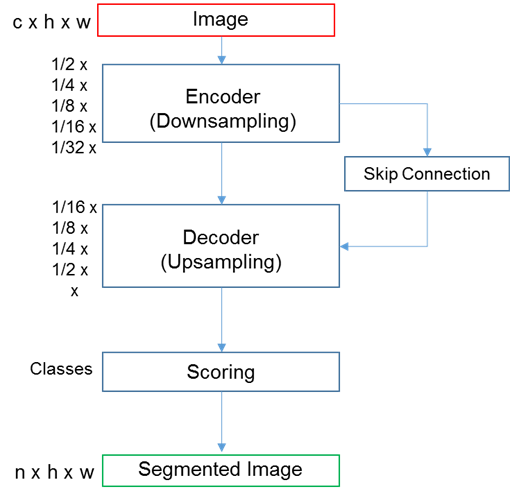 c x h x w
Image
1/2 x
1/4 x
1/8 x
1/16 x
1/32 x
Encoder
(Downsampling)
Skip Connection
1/16 x
1/8 x
1/4 x
1/2 x
x
Decoder
(Upsampling)
Classes
Scoring
n x h x w
Segmented Image